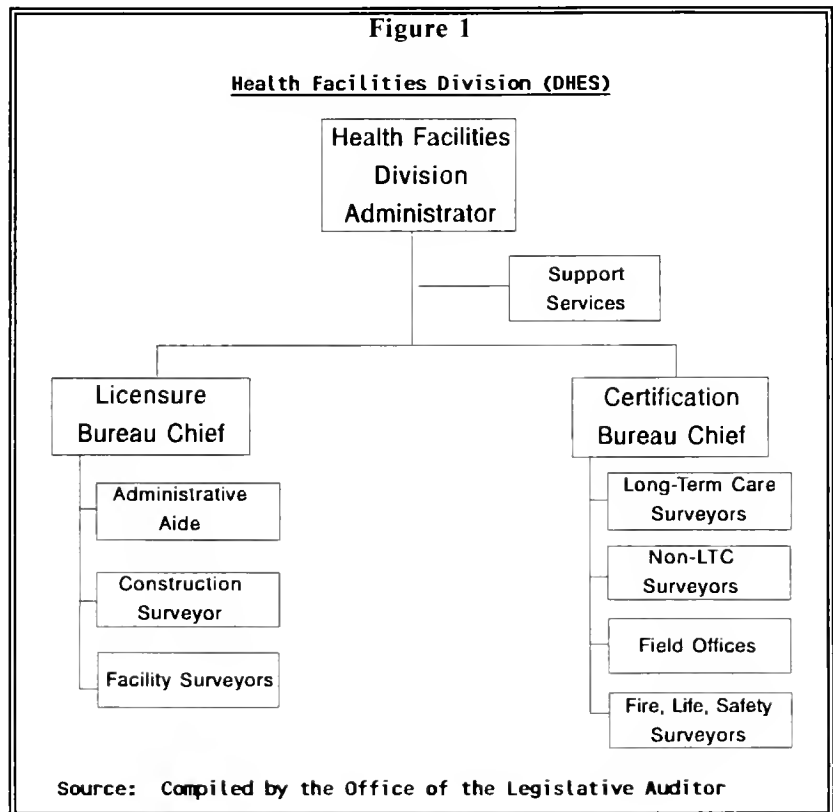 Figure 1
Health Facilities Division (DHES)
Health Facilities
Division
Administrator
Support
Services
Licensure
Bureau Chief
Administrative
Aide
Construction
Surveyor
Facility Surveyors
Certification
Bureau Chief
Long-Term Care
Surveyors
Non-LTC
Surveyors
Field Offices
Fire, Life, Safety
Surveyors
Source: Compiled by the Office of the Legislative Auditor